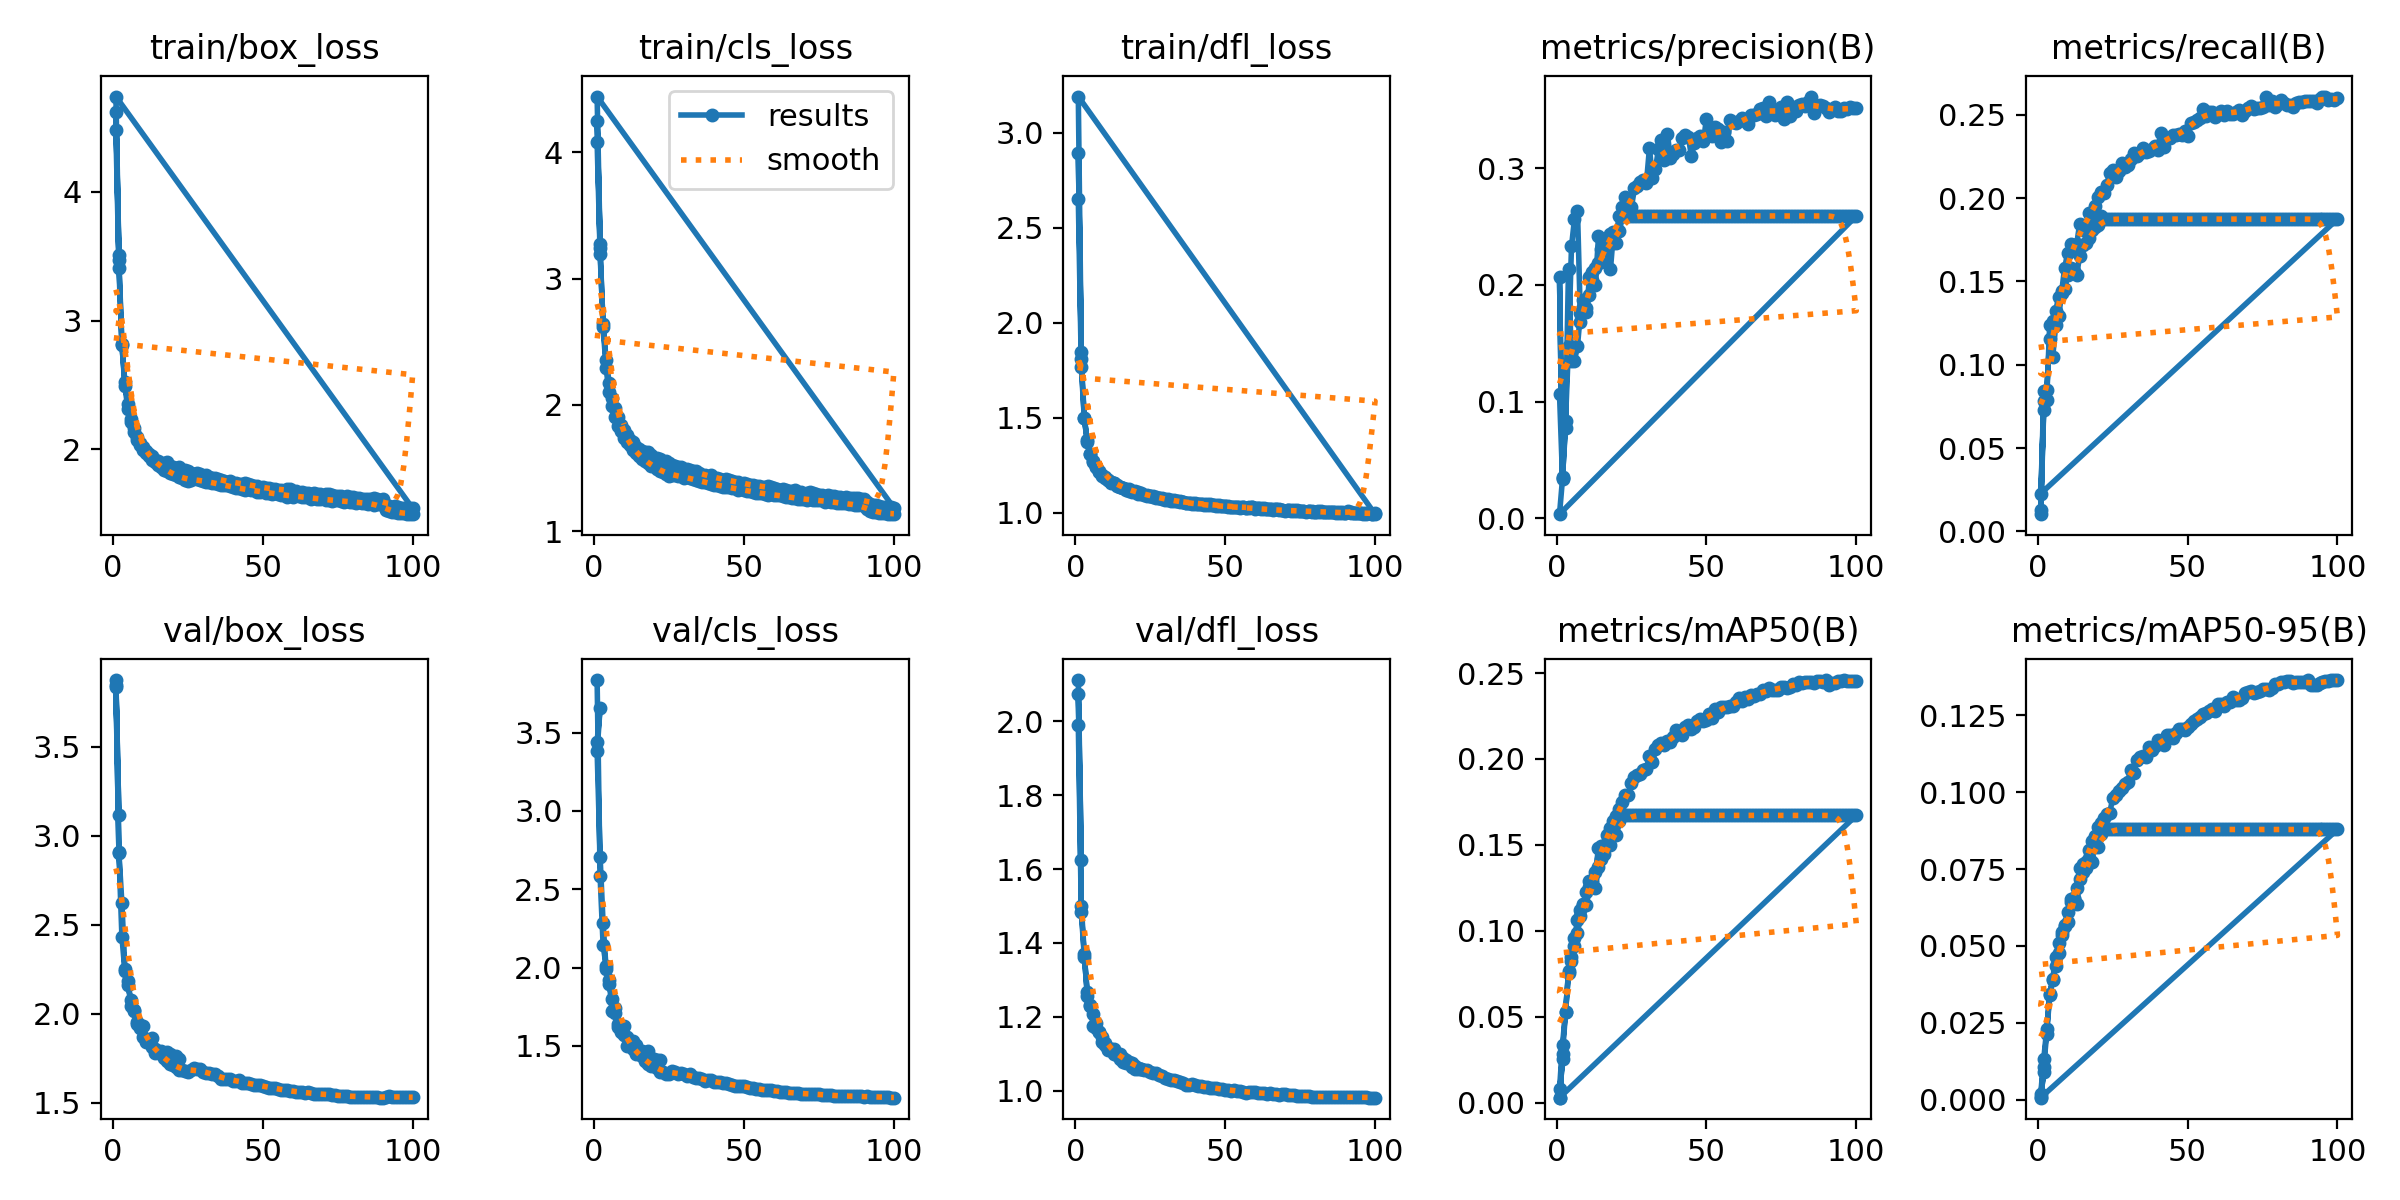 train/box_loss
train/cls_loss
train/dfl_loss
metrics/precision(B)
metrics/recall(B)
results
smooth
4
3
2
0 50 100
4
3
2
1
0 50 100
3.0
2.5
2.0
1.5
1.0
0 50 100
0.3
0.2
0.1
0.0
0 50 100
0.25
0.20
0.15
0.10
0.05
0.00
0 50 100
val/box_loss
val/cls_loss
val/dfl_loss
metrics/mAP50(B)
metrics/mAP50-95(B)
3.5
3.0
2.5
2.0
1.5
0 50 100
3.5
3.0
2.5
2.0
1.5
0 50 100
2.0
1.8
1.6
1.4
1.2
1.0
0 50 100
0.25
0.20
0.15
0.10
0.05
0.00
0 50 100
0.125
0.100
0.075
0.050
0.025
0.000
0 50 100